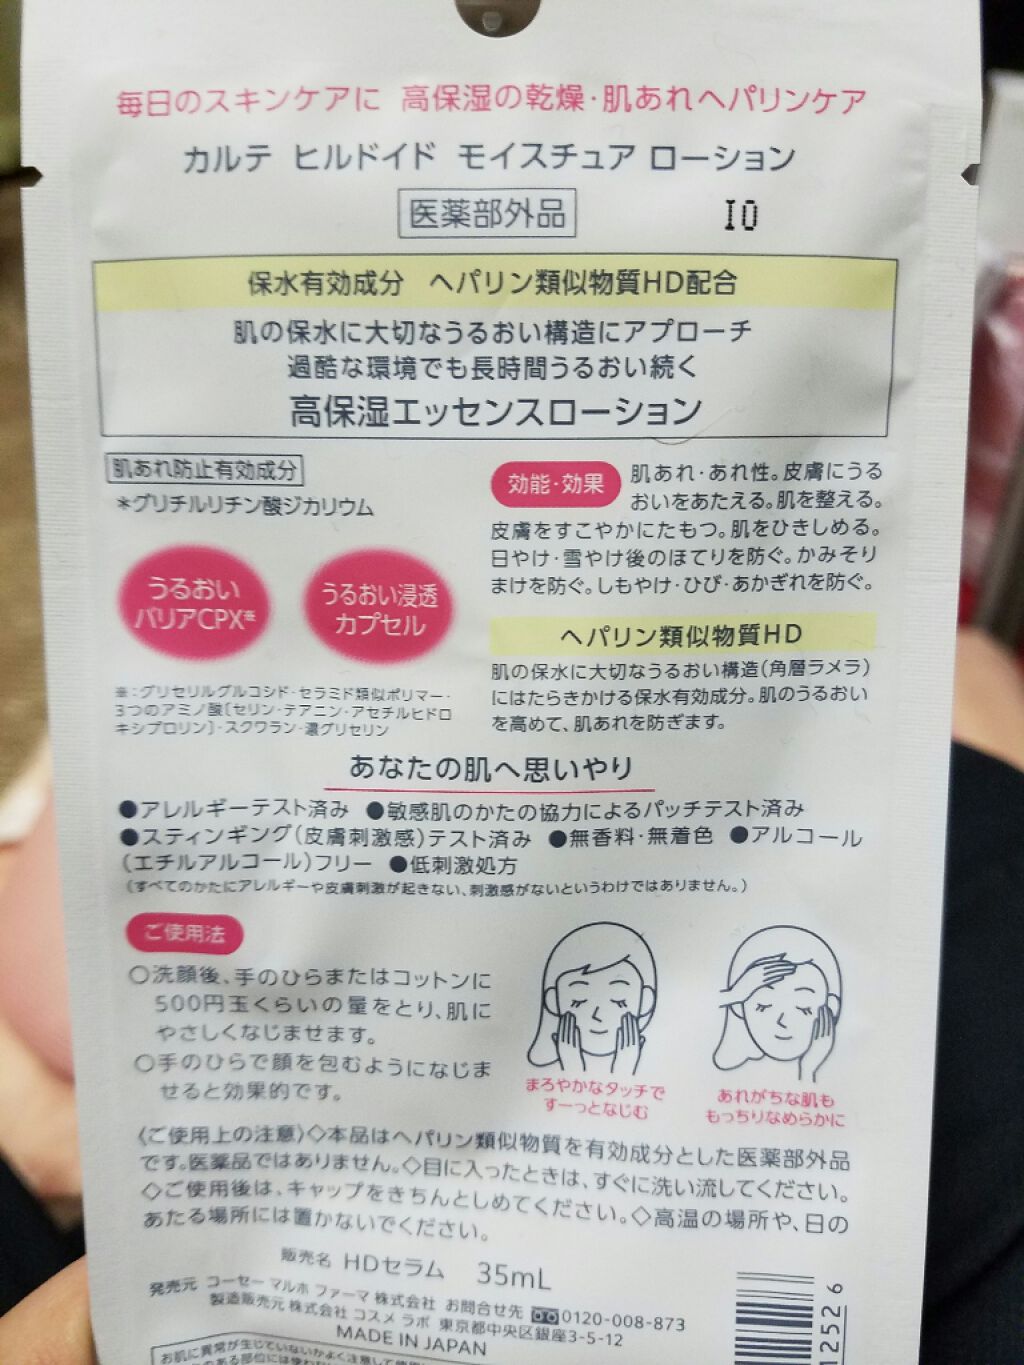 毎日のスキンケアに 高保湿の乾燥・肌あれヘパリンケア
カルテ ヒルドイド モイスチュア ローション
医薬部外品
IO
保水有効成分 ヘパリン類似物質HD配合
肌の保水に大切なうるおい構造にアプローチ
過酷な環境でも長時間うるおい続く
高保湿エッセンスローション
肌あれ防止有効成分
*グリチルリチン酸ジカリウム
うるおい
バリアCPX※
うるおい浸透
カプセル
※：グリセリルグルコシド・セラミド類似ポリマー・
3つのアミノ酸〔セリン・テアニン・アセチルヒドロ
キシプロリン〕・スクワラン・濃グリセリン
効能・効果
肌あれ・あれ性。皮膚にうる
おいをあたえる。肌を整える。
皮膚をすこやかにたもつ。肌をひきしめる。
日やけ・雪やけ後のほてりを防ぐ。かみそり
まけを防ぐ。しもやけ・ひび・あかぎれを防ぐ。
ヘパリン類似物質HD
肌の保水に大切なうるおい構造(角層ラメラ)
にはたらきかける保水有効成分。肌のうるおい
を高めて、肌あれを防ぎます。
あなたの肌へ思いやり
●アレルギーテスト済み ●敏感肌のかたの協力によるパッチテスト済み
●スティンギング(皮膚刺激感)テスト済み ●無香料・無着色 ●アルコール
(エチルアルコール)フリー ●低刺激処方
(すべてのかたにアレルギーや皮膚刺激が起きない、刺激感がないというわけではありません。)
ご使用法
○洗顔後、手のひらまたはコットンに
500円玉くらいの量をとり、肌に
やさしくなじませます。
○手のひらで顔を包むようになじま
せると効果的です。
まろやかなタッチで
すーっとなじむ
あれがちな肌も
もっちりなめらかに
〈ご使用上の注意〉◇本品はヘパリン類似物質を有効成分とした医薬部外品
です。医薬品ではありません。◇目に入ったときは、すぐに洗い流してください。
◇ご使用後は、キャップをきちんとしめてください。◇高温の場所や、日の
あたる場所には置かないでください。
販売名 HDセラム 35mL
発売元 コーセー マルホ ファーマ 株式会社 お問合せ先 0120-008-873
製造販売元 株式会社 コスメ ラボ 東京都中央区銀座3-5-12
MADE IN JAPAN
お肌に異常が生じていないかよく注意して使用
12526